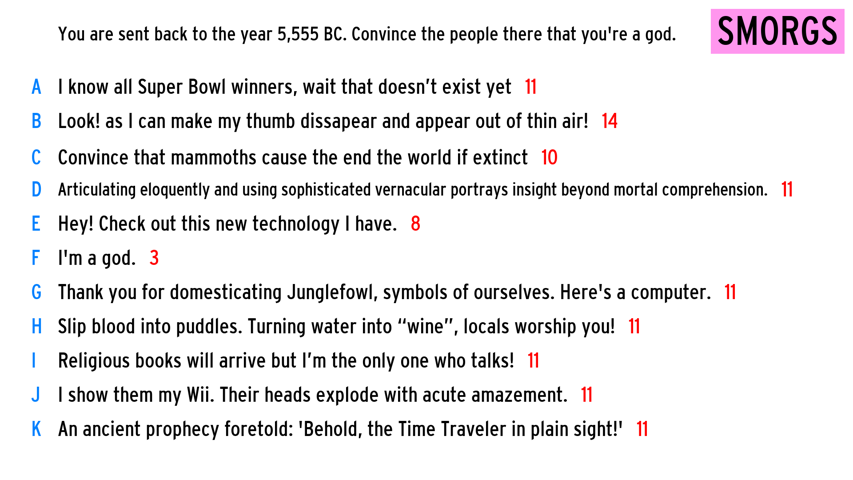 You are sent back to the year 5,555 BC. Convince the people there that you're a god. SMORGS
A I know all Super Bowl winners, wait that doesn’t exist yet 11
B Look! as I can make my thumb dissapear and appear out of thin air! 14
C Convince that mammoths cause the end the world if extinct 10
D Articulating eloquently and using sophisticated vernacular portrays insight beyond mortal comprehension. 11
E Hey! Check out this new technology I have. 8
F I'm a god. 3
G Thank you for domesticating Junglefowl, symbols of ourselves. Here's a computer. 11
H Slip blood into puddles. Turning water into “wine”, locals worship you! 11
I Religious books will arrive but I’m the only one who talks! 11
J I show them my Wii. Their heads explode with acute amazement. 11
K An ancient prophecy foretold: 'Behold, the Time Traveler in plain sight!' 11